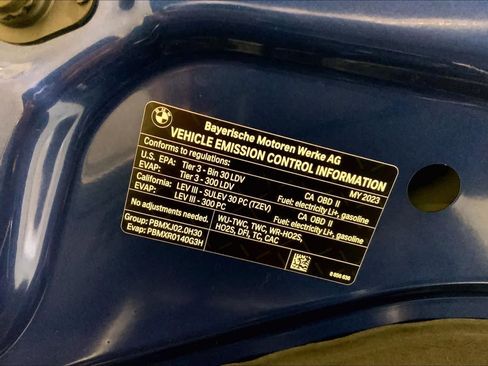 BMW
Bayerische Motoren Werke AG
VEHICLE EMISSION CONTROL INFORMATION
Conforms to regulations: MY 2023
U.S. EPA: Tier 3 - Bin 30 LDV CA OBD II
EVAP: Tier 3 - 300 LDV Fuel: electricity Li+, gasoline
California: LEV III - SULEV 30 PC (TZEV) CA OBD II
EVAP: LEV III - 300 PC Fuel: electricity Li+, gasoline
No adjustments needed. WU-TWC, TWC, WR-HO2S,
Group: PBMXJ02.0H30 HO2S, DFI, TC, CAC
Evap: PBMXR0140G3H